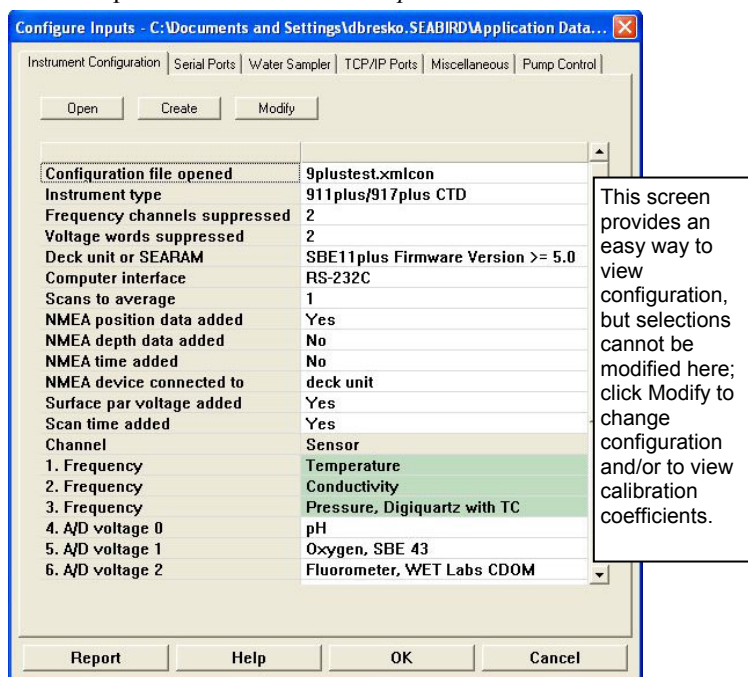 Configure Inputs - C:\Documents and Settings\dbresko.SEABIRD\Application Data...
Instrument Configuration Serial Ports Water Sampler TCP/IP Ports Miscellaneous Pump Control
Open Create Modify
Configuration file opened 9plustest.xmlcon
Instrument type 911plus/917plus CTD
Frequency channels suppressed 2
Voltage words suppressed 2
Deck unit or SEARAM SBE11plus Firmware Version >= 5.0
Computer interface RS-232C
Scans to average 1
NMEA position data added Yes
NMEA depth data added No
NMEA time added No
NMEA device connected to deck unit
Surface par voltage added Yes
Scan time added Yes
Channel Sensor
1. Frequency Temperature
2. Frequency Conductivity
3. Frequency Pressure, Digiquartz with TC
4. A/D voltage 0 pH
5. A/D voltage 1 Oxygen, SBE 43
6. A/D voltage 2 Fluorometer, WET Labs CDOM
Report Help OK Cancel
This screen
provides an
easy way to
view
configuration,
but selections
cannot be
modified here;
click Modify to
change
configuration
and/or to view
calibration
coefficients.